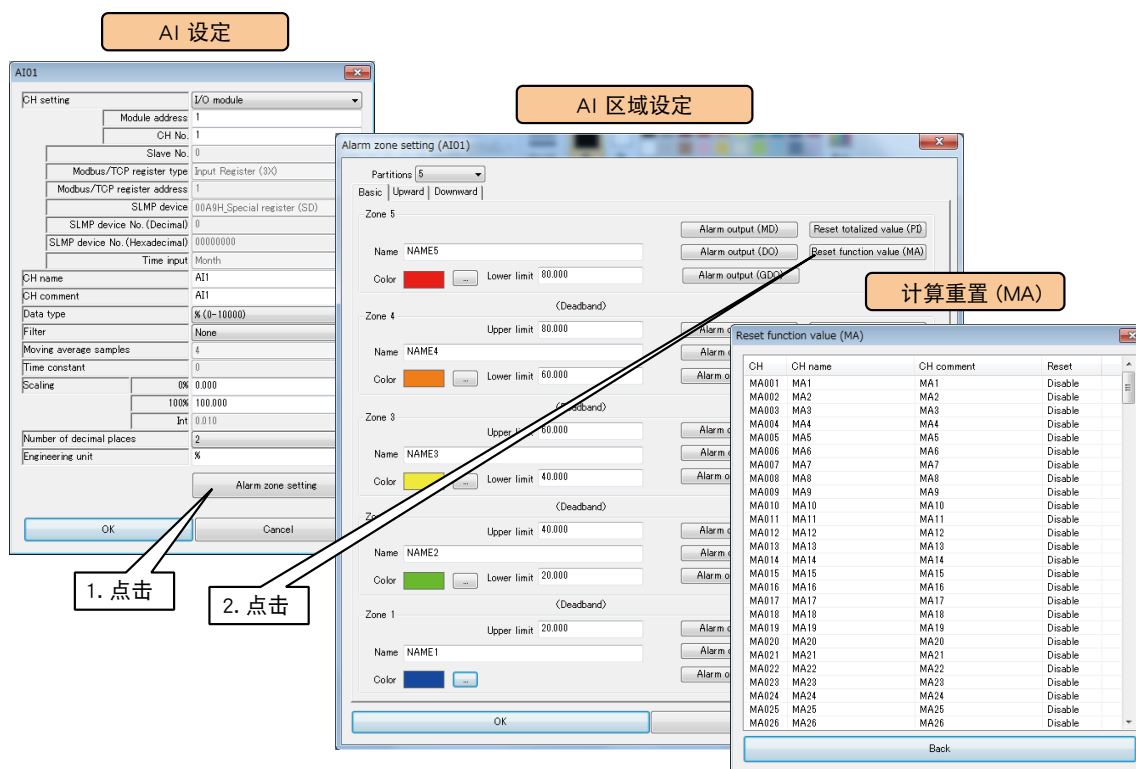 AI 设定
AI01
CH setting I/O module
Module address 1
CH No. 1
Slave No. 0
Modbus/TCP register type Input Register (3X)
Modbus/TCP register address 1
SLMP device 00A9H_Special register (SD)
SLMP device No. (Decimal) 0
SLMP device No. (Hexadecimal) 00000000
Time input Month
CH name AI1
CH comment AI1
Data type % (0-10000)
Filter None
Moving average samples 4
Time constant 0
Scaling 0% 0.000
100% 100.000
Int 0.010
Number of decimal places 2
Engineering unit %
Alarm zone setting
OK Cancel
1. 点击
2. 点击
AI 区域设定
Alarm zone setting (AI01)
Partitions 5
Basic Upward Downward
Zone 5
Alarm output (MD) Reset totalized value (PI)
Name NAME5 Alarm output (DO) Reset function value (MA)
Color ... Lower limit 80.000 Alarm output (GDO)
(Deadband)
Zone 4
Upper limit 80.000 Alarm o
Name NAME4 Alarm o
Color ... Lower limit 60.000 Alarm o
(Deadband)
Zone 3
Upper limit 60.000 Alarm o
Name NAME3 Alarm o
Color ... Lower limit 40.000 Alarm o
(Deadband)
Upper limit 40.000 Alarm o
Name NAME2 Alarm o
Color ... Lower limit 20.000 Alarm o
(Deadband)
Zone 1
Upper limit 20.000 Alarm o
Name NAME1 Alarm o
Color ... Alarm o
OK
计算重置 (MA)
Reset function value (MA)
CH CH name CH comment Reset
MA001 MA1 MA1 Disable
MA002 MA2 MA2 Disable
MA003 MA3 MA3 Disable
MA004 MA4 MA4 Disable
MA005 MA5 MA5 Disable
MA006 MA6 MA6 Disable
MA007 MA7 MA7 Disable
MA008 MA8 MA8 Disable
MA009 MA9 MA9 Disable
MA010 MA10 MA10 Disable
MA011 MA11 MA11 Disable
MA012 MA12 MA12 Disable
MA013 MA13 MA13 Disable
MA014 MA14 MA14 Disable
MA015 MA15 MA15 Disable
MA016 MA16 MA16 Disable
MA017 MA17 MA17 Disable
MA018 MA18 MA18 Disable
MA019 MA19 MA19 Disable
MA020 MA20 MA20 Disable
MA021 MA21 MA21 Disable
MA022 MA22 MA22 Disable
MA023 MA23 MA23 Disable
MA024 MA24 MA24 Disable
MA025 MA25 MA25 Disable
MA026 MA26 MA26 Disable
Back